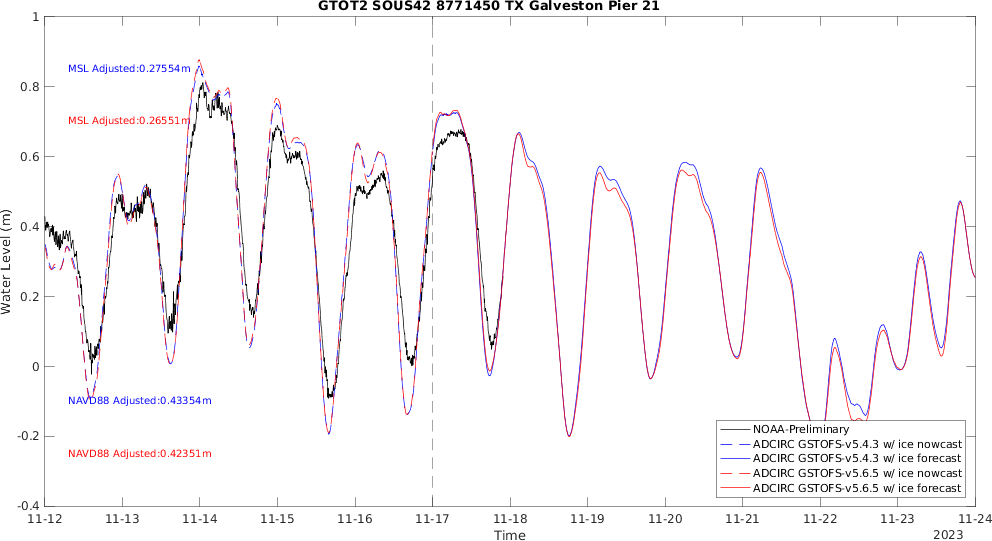 GTOT2 SOUS42 8771450 TX Galveston Pier 21
1
0.8
0.6
0.4
0.2
0
-0.2
-0.4
Water Level (m)
MSL Adjusted:0.27554m
MSL Adjusted:0.26551m
NAVD88 Adjusted:0.43354m
NAVD88 Adjusted:0.42351m
NOAA-Preliminary
ADCIRC GSTOFS-v5.4.3 w/ ice nowcast
ADCIRC GSTOFS-v5.4.3 w/ ice forecast
ADCIRC GSTOFS-v5.6.5 w/ ice nowcast
ADCIRC GSTOFS-v5.6.5 w/ ice forecast
11-12 11-13 11-14 11-15 11-16 11-17 11-18 11-19 11-20 11-21 11-22 11-23 11-24
Time
2023